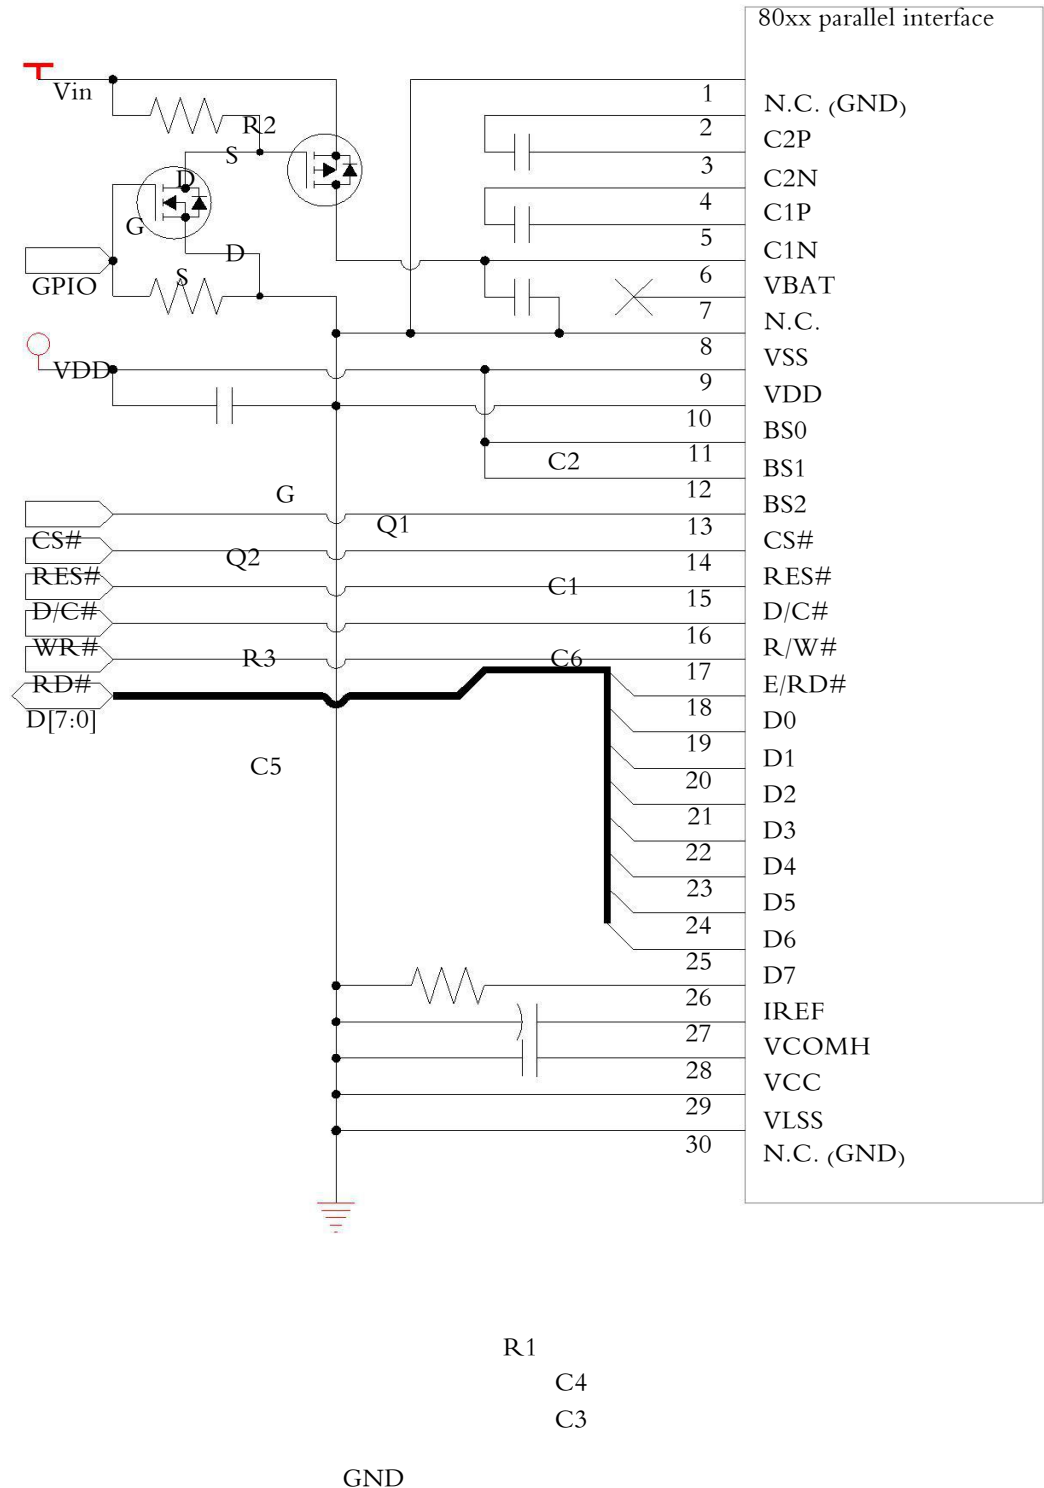 80xx parallel interface
Vin
1
N.C. (GND)
R2
2
C2P
S
3
D
C2N
4
C1P
G
5
D
C1N
6
S
GPIO
VBAT
7
N.C.
8
VSS
VDD
9
VDD
10
BS0
11
C2
BS1
12
G
BS2
Q1
13
CS#
CS#
Q2
14
RES#
RES#
C1
15
D/C#
D/C#
16
WR#
R/W#
R3
C6
17
RD#
E/RD#
18
D[7:0]
D0
19
C5
D1
20
D2
21
D3
22
D4
23
D5
24
D6
25
D7
26
IREF
27
VCOMH
28
VCC
29
VLSS
30
N.C. (GND)
R1
C4
C3
GND